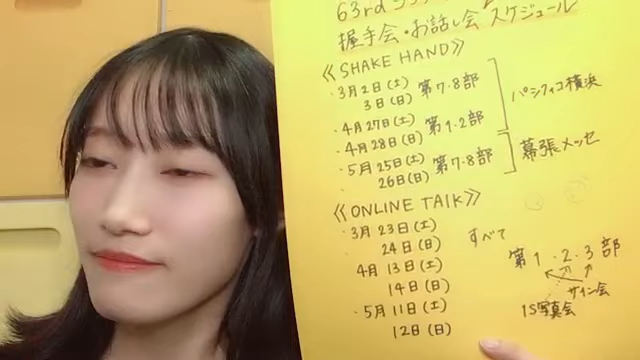 63rd シン
握手会・お話し会 スケジュール
《SHAKE HAND》
・3月2日(土) 第7.8部
3日(日)
パシフィコ横浜
・4月27日(土) 第1.2部
・4月28日(日)
・5月25日(土) 第7.8部
・26日(日)
幕張メッセ
《ONLINE TALK》
・3月23日(土)
24日(日)
4月13日(土)
14日(日)
・5月11日(土)
12日(日)
すべて 第1.2.3部
サイン会
1S写真会